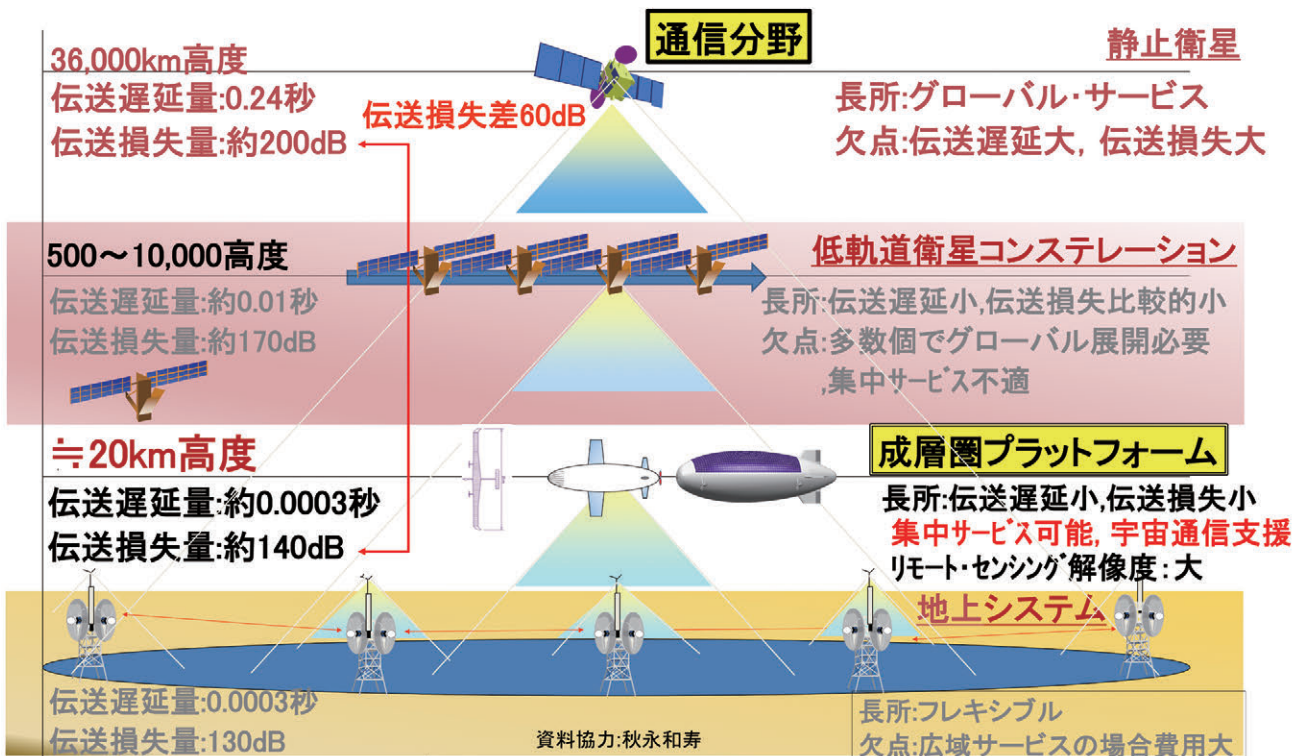 通信分野
静止衛星
36,000km高度
伝送遅延量:0.24秒
伝送損失量:約200dB
伝送損失差60dB
長所:グローバル・サービス
欠点:伝送遅延大, 伝送損失大
500～10,000高度
伝送遅延量:約0.01秒
伝送損失量:約170dB
低軌道衛星コンステレーション
長所:伝送遅延小,伝送損失比較的小
欠点:多数個でグローバル展開必要
,集中サービス不適
≒20km高度
伝送遅延量:約0.0003秒
伝送損失量:約140dB
成層圏プラットフォーム
長所:伝送遅延小,伝送損失小
集中サービス可能, 宇宙通信支援
リモート・センシング解像度:大
地上システム
伝送遅延量:0.0003秒
伝送損失量:130dB
資料協力:秋永和寿
長所:フレキシブル
欠点:広域サービスの場合費用大